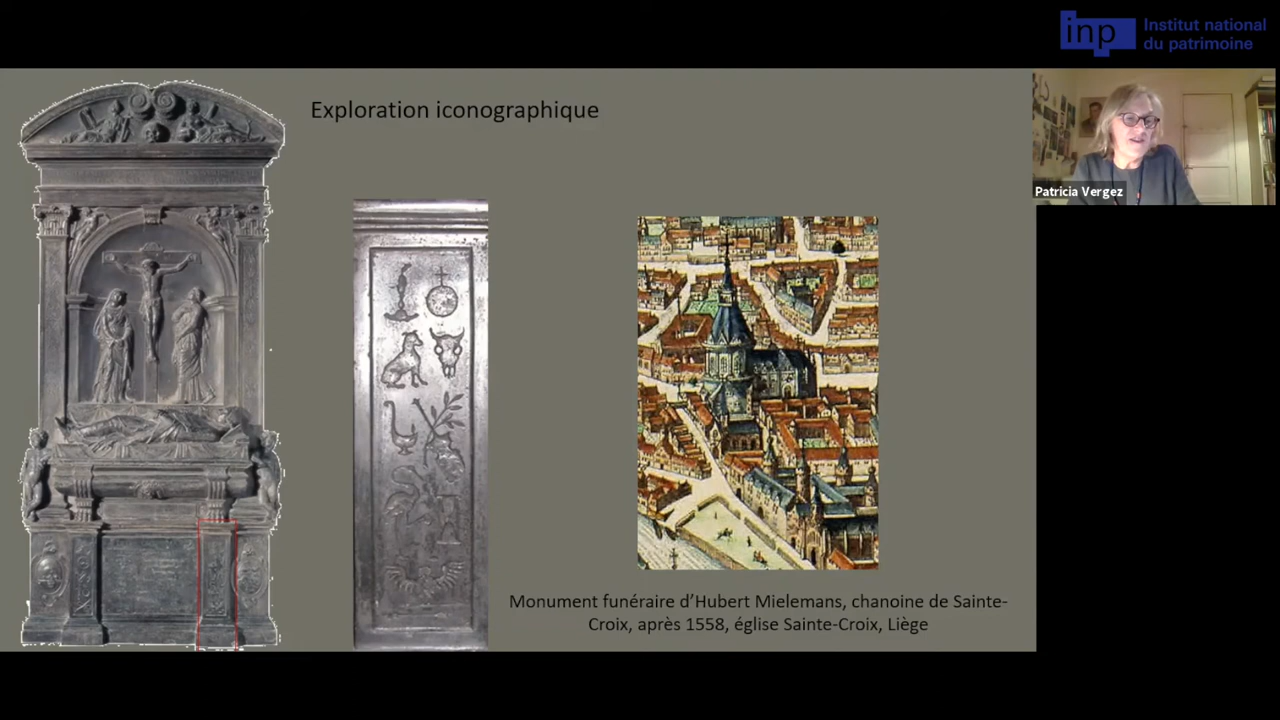 inp
Institut national
du patrimoine
Exploration iconographique
Patricia Vergez
Monument funéraire d'Hubert Mielemans, chanoine de Sainte-
Croix, après 1558, église Sainte-Croix, Liège